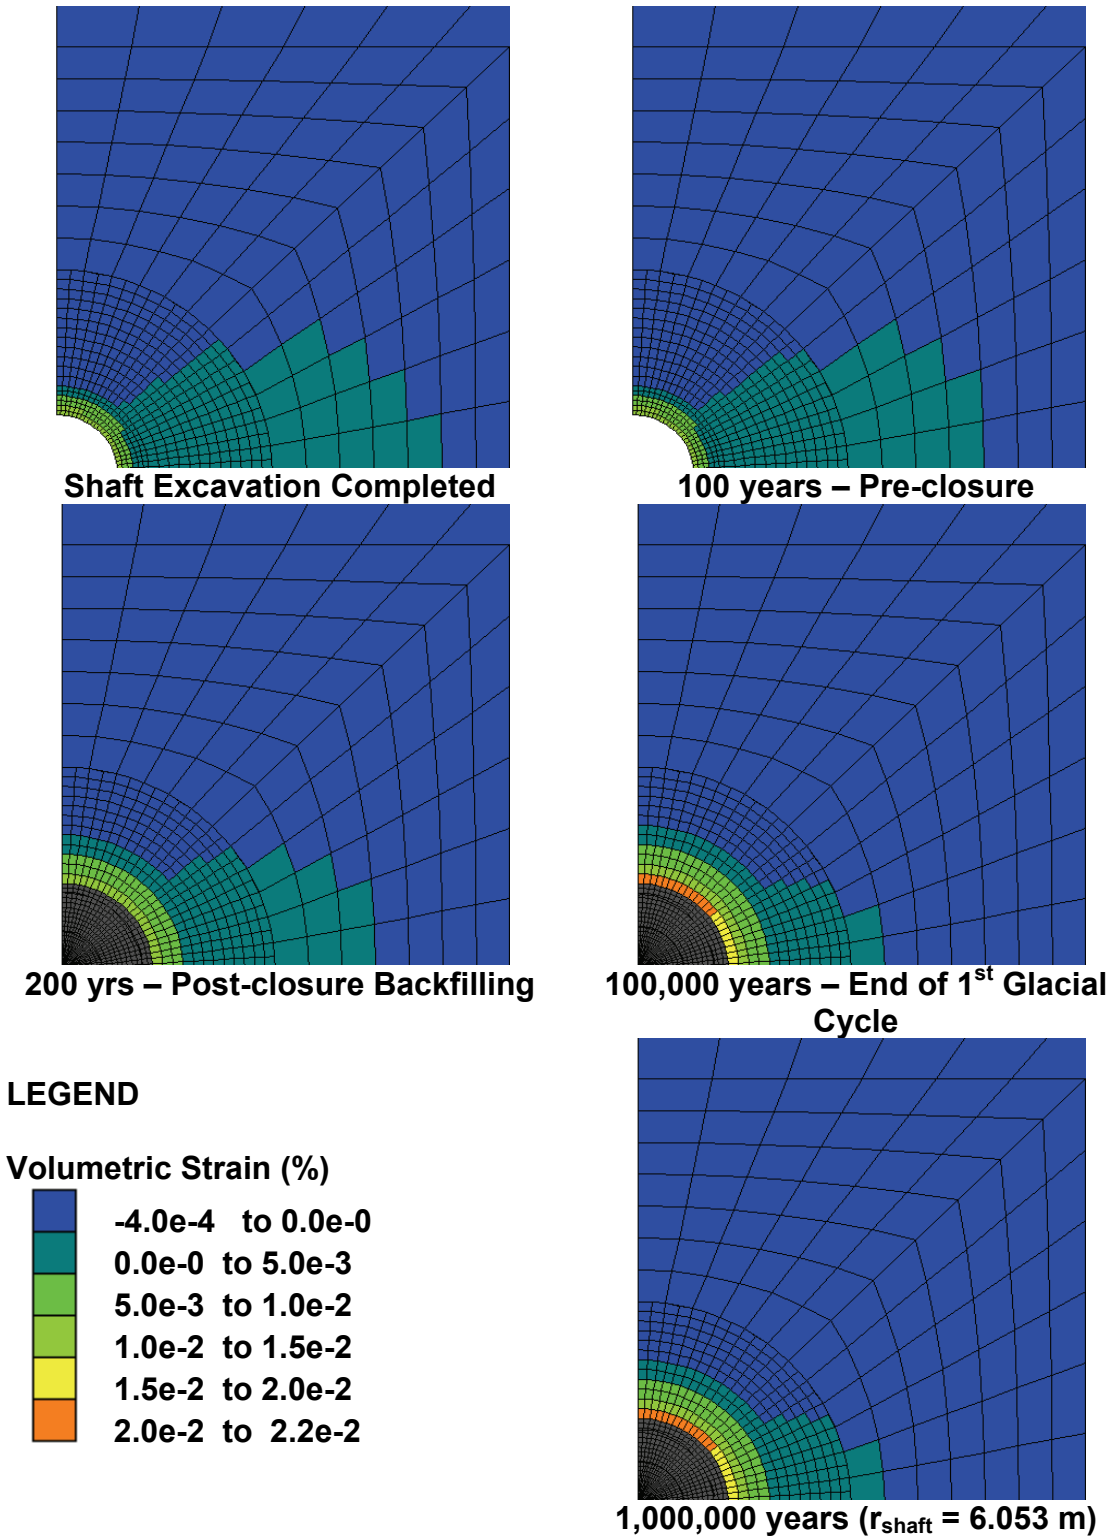 Shaft Excavation Completed
100 years – Pre-closure
200 yrs – Post-closure Backfilling
100,000 years – End of 1st Glacial
Cycle
LEGEND
Volumetric Strain (%)
-4.0e-4 to 0.0e-0
0.0e-0 to 5.0e-3
5.0e-3 to 1.0e-2
1.0e-2 to 1.5e-2
1.5e-2 to 2.0e-2
2.0e-2 to 2.2e-2
1,000,000 years (rshaft = 6.053 m)